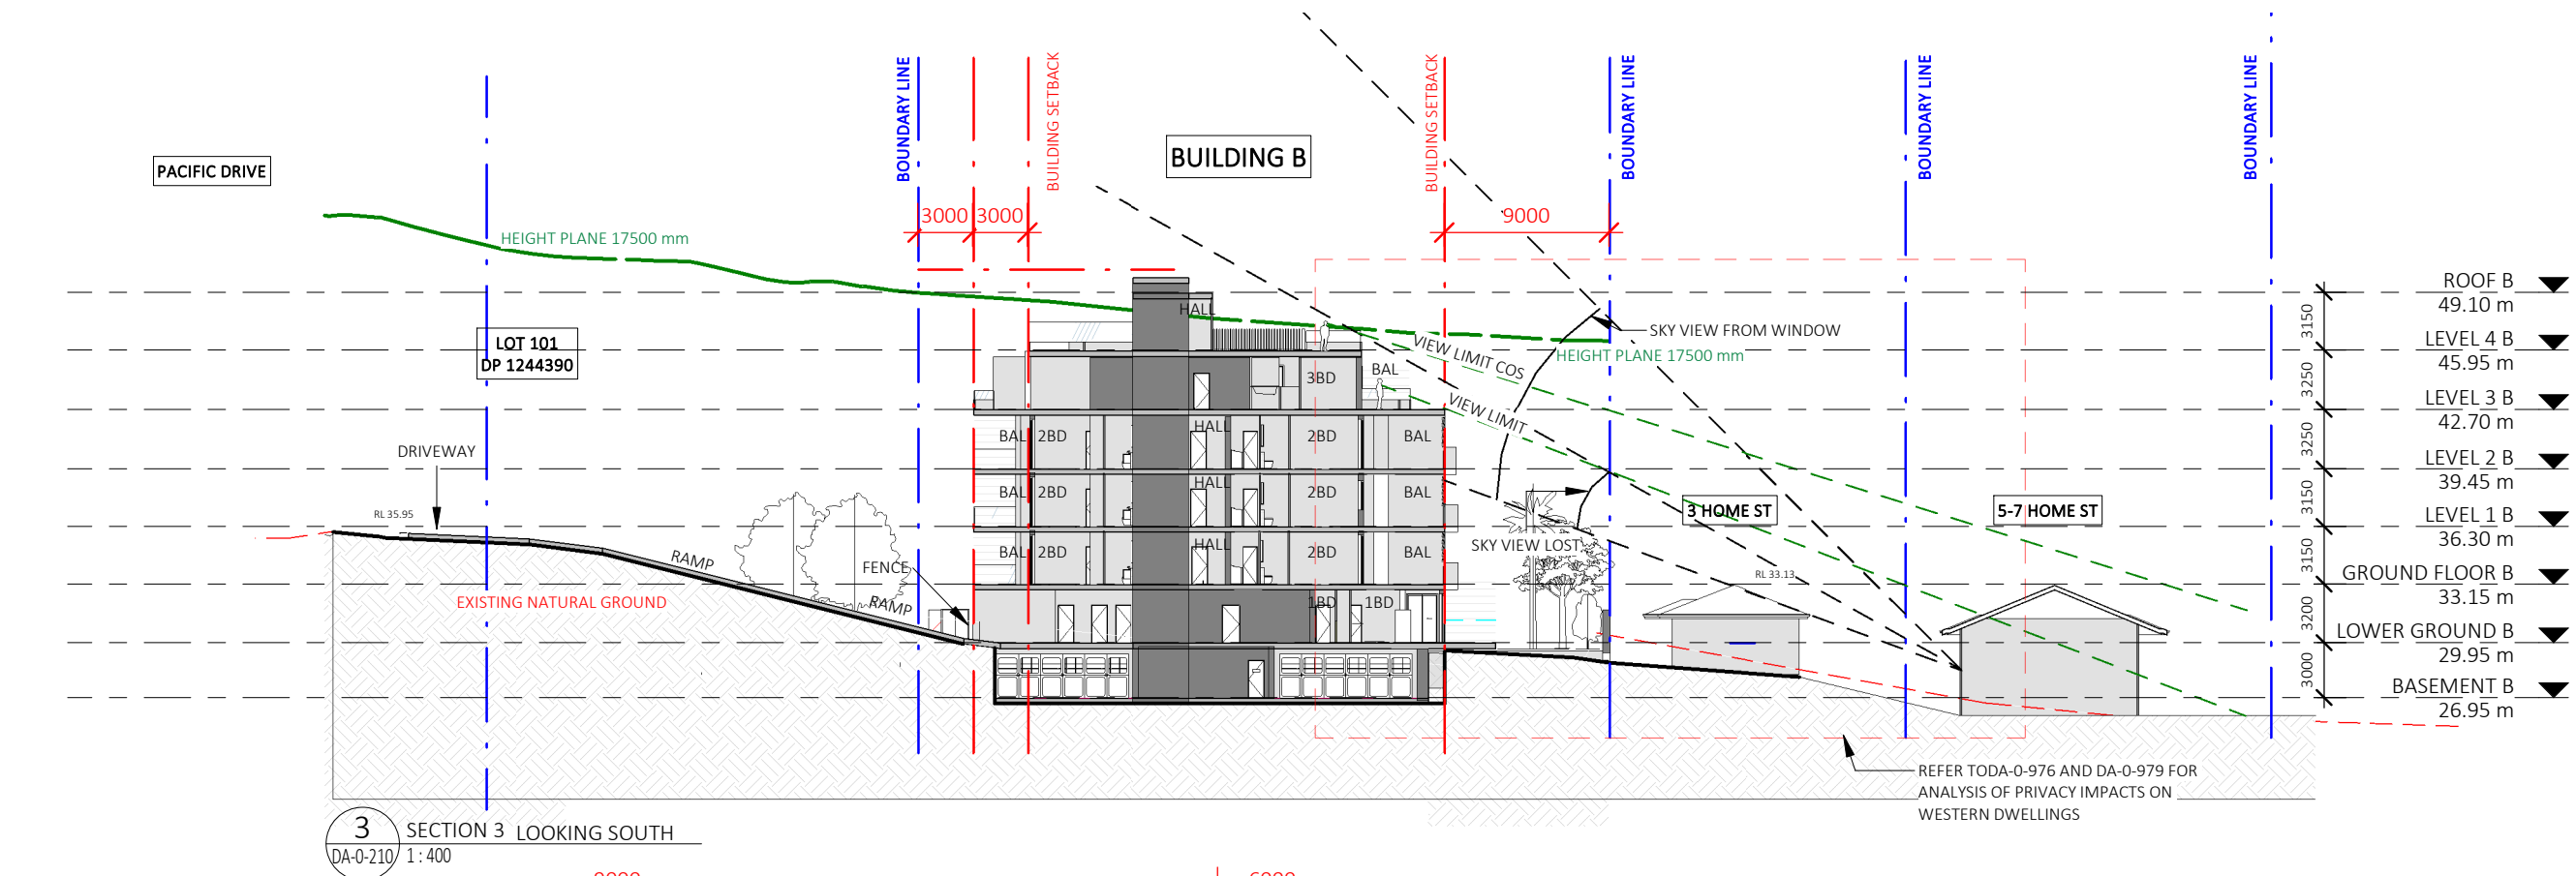 BOUNDARY LINE
BUILDING SETBACK
BUILDING SETBACK
BOUNDARY LINE
BOUNDARY LINE
BOUNDARY LINE
PACIFIC DRIVE
BUILDING B
3000
3000
9000
HEIGHT PLANE 17500 mm
ROOF B
49.10 m
HALL
SKY VIEW FROM WINDOW
3150
LEVEL 4 B
45.95 m
LOT 101
DP 1244390
VIEW LIMIT COS
HEIGHT PLANE 17500 mm
3BD
BAL
3250
LEVEL 3 B
42.70 m
VIEW LIMIT
BAL
2BD
HALL
2BD
BAL
3250
DRIVEWAY
LEVEL 2 B
39.45 m
BAL
2BD
HALL
2BD
BAL
3150
RL 35.95
3 HOME ST
5-7 HOME ST
LEVEL 1 B
36.30 m
BAL
2BD
HALL
2BD
BAL
SKY VIEW LOST
3150
RAMP
FENCE
RL 33.13
GROUND FLOOR B
33.15 m
EXISTING NATURAL GROUND
RAMP
1BD
1BD
3200
LOWER GROUND B
29.95 m
3000
BASEMENT B
26.95 m
REFER TODA-0-976 AND DA-0-979 FOR
ANALYSIS OF PRIVACY IMPACTS ON
WESTERN DWELLINGS
3
SECTION 3 LOOKING SOUTH
DA-0-210
1 : 400